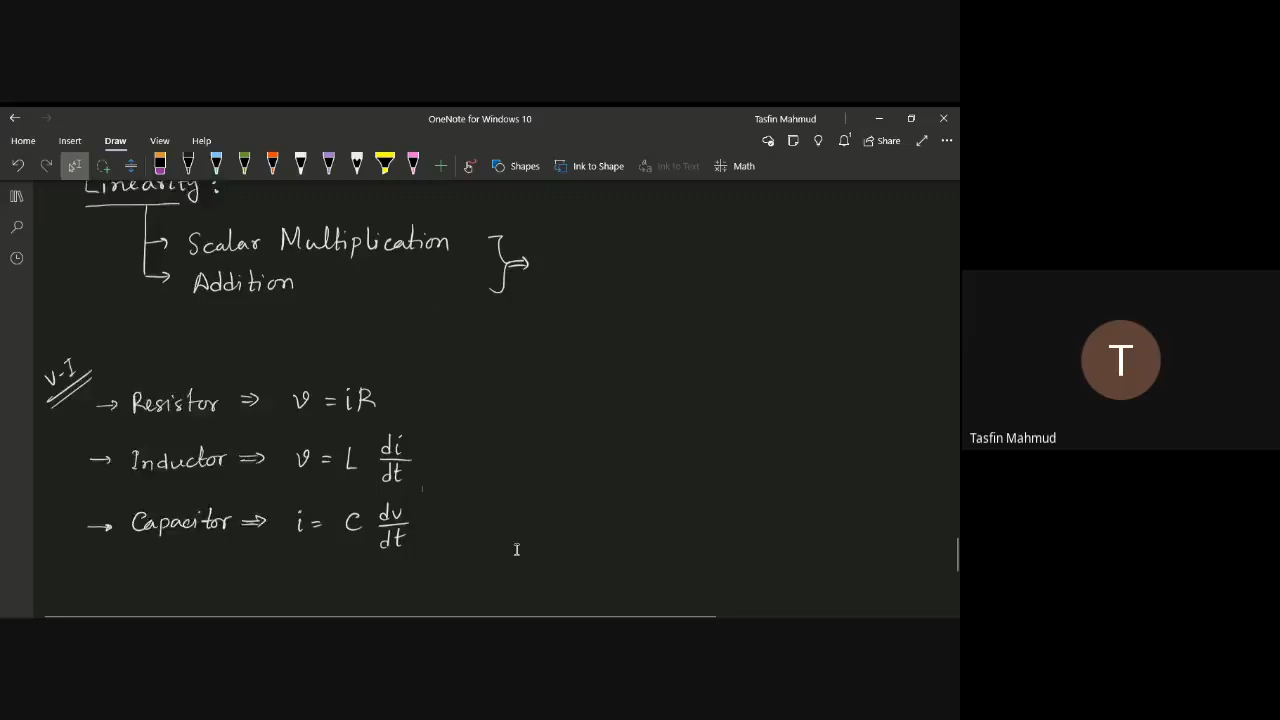 OneNote for Windows 10
Tasfin Mahmud
Home Insert Draw View Help
Share
Shapes Ink to Shape Ink to Text Math
Linearity :
→ Scalar Multiplication
→ Addition
} ⇒
V-I
→ Resistor ⇒ v = iR
→ Inductor ⇒ v = L di/dt
→ Capacitor ⇒ i = C dv/dt
T
Tasfin Mahmud